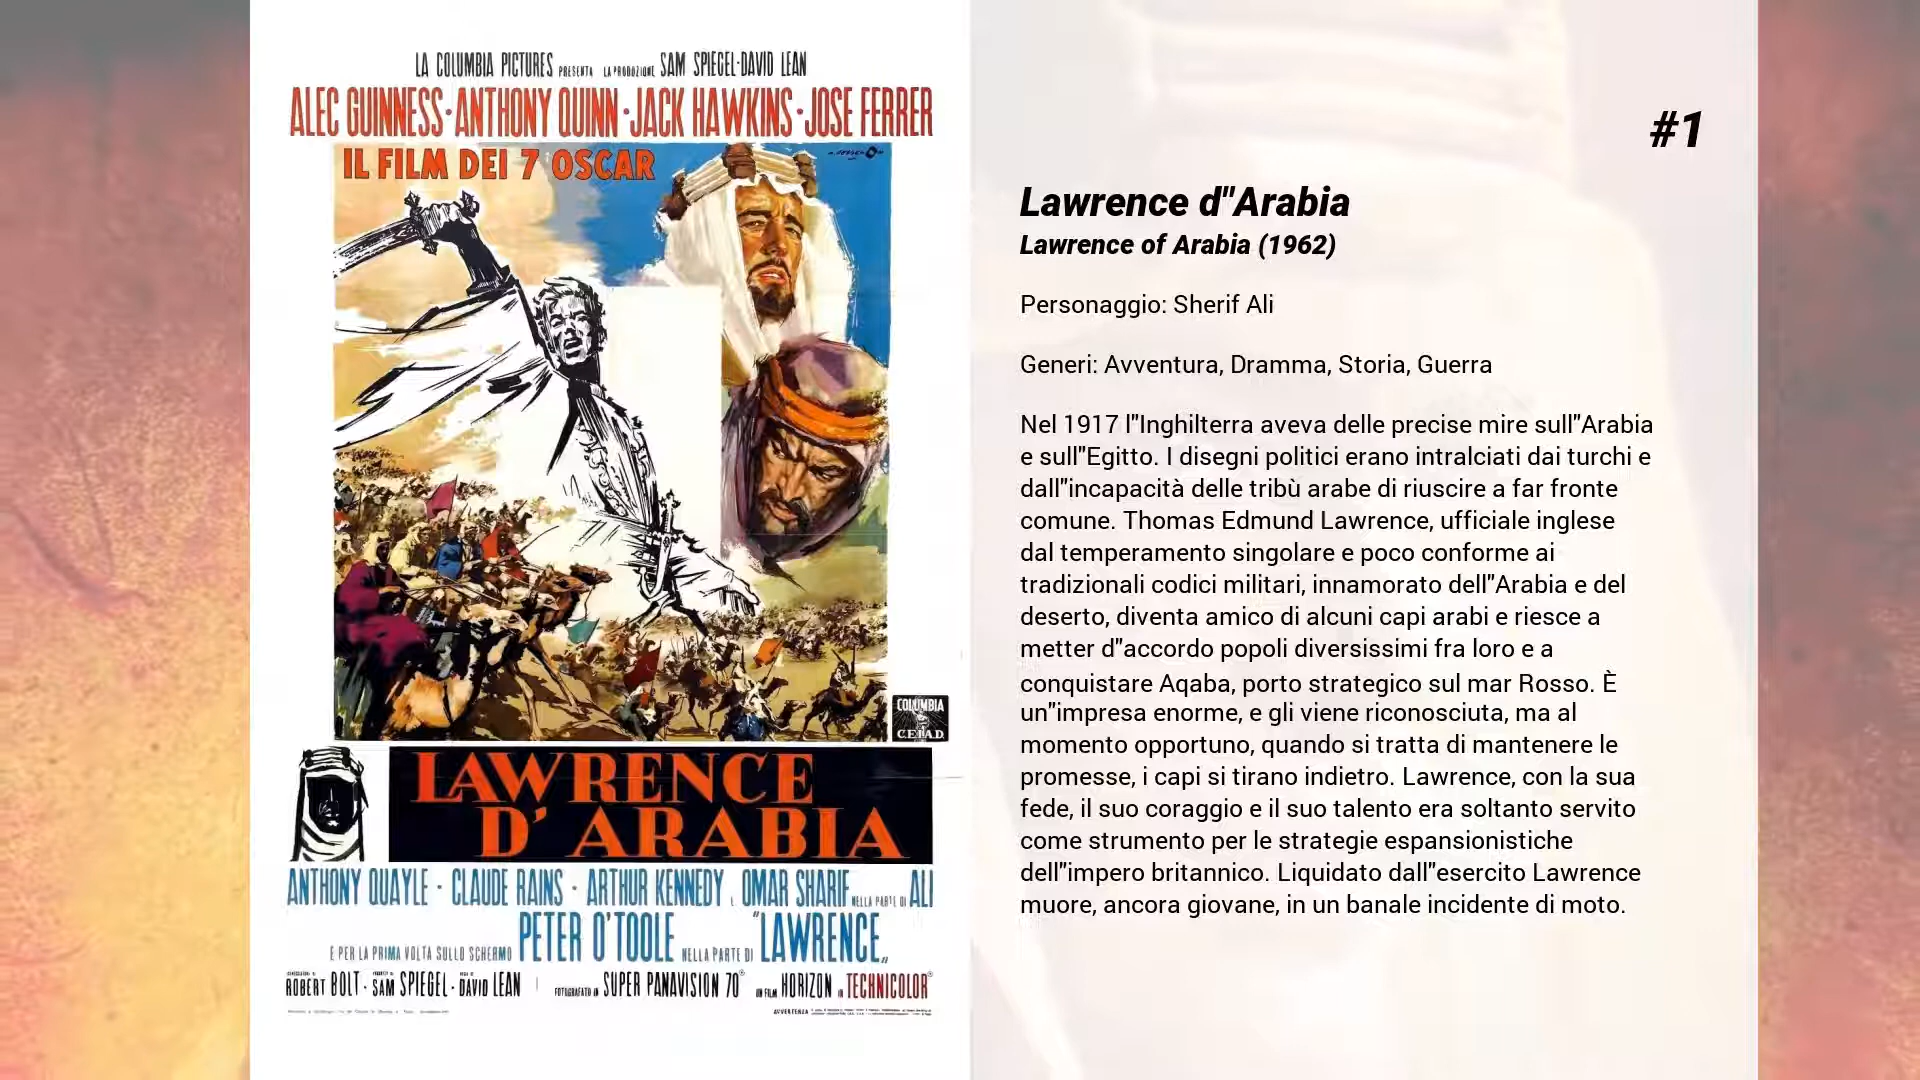 LA COLUMBIA PICTURES PRESENTA LA PRODUZIONE SAM SPIEGEL-DAVID LEAN
ALEC GUINNESS·ANTHONY QUINN·JACK HAWKINS·JOSE FERRER
IL FILM DEI 7 OSCAR
COLUMBIA
C.E.I.A.D.
LAWRENCE
D'ARABIA
ANTHONY QUAYLE · CLAUDE RAINS · ARTHUR KENNEDY E OMAR SHARIF NELLA PARTE DI ALI
E PER LA PRIMA VOLTA SULLO SCHERMO PETER O'TOOLE NELLA PARTE DI "LAWRENCE"
ROBERT BOLT · SAM SPIEGEL · DAVID LEAN FOTOGRAFATO IN SUPER PANAVISION 70® UN FILM HORIZON IN TECHNICOLOR®
AVVERTENZA
#1
Lawrence d"Arabia
Lawrence of Arabia (1962)
Personaggio: Sherif Ali
Generi: Avventura, Dramma, Storia, Guerra
Nel 1917 l"Inghilterra aveva delle precise mire sull"Arabia
e sull"Egitto. I disegni politici erano intralciati dai turchi e
dall"incapacità delle tribù arabe di riuscire a far fronte
comune. Thomas Edmund Lawrence, ufficiale inglese
dal temperamento singolare e poco conforme ai
tradizionali codici militari, innamorato dell"Arabia e del
deserto, diventa amico di alcuni capi arabi e riesce a
metter d"accordo popoli diversissimi fra loro e a
conquistare Aqaba, porto strategico sul mar Rosso. È
un"impresa enorme, e gli viene riconosciuta, ma al
momento opportuno, quando si tratta di mantenere le
promesse, i capi si tirano indietro. Lawrence, con la sua
fede, il suo coraggio e il suo talento era soltanto servito
come strumento per le strategie espansionistiche
dell"impero britannico. Liquidato dall"esercito Lawrence
muore, ancora giovane, in un banale incidente di moto.